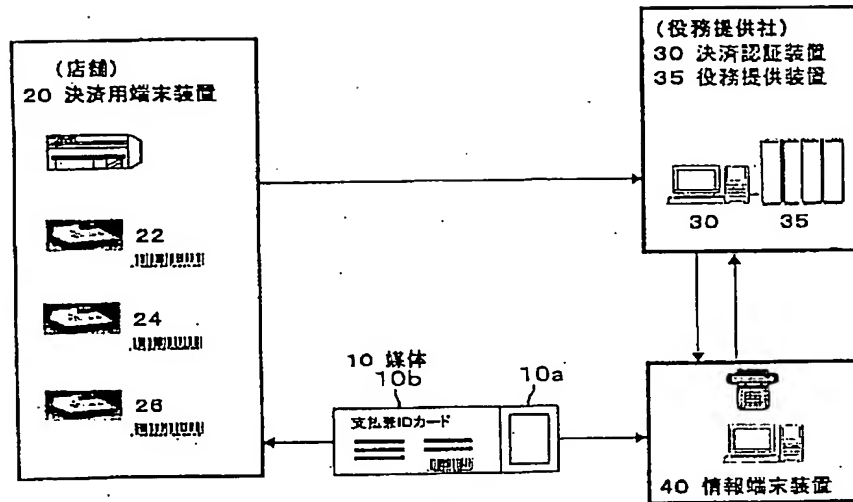 (店舗)
20 決済用端末装置
22
24
26
(役務提供社)
30 決済認証装置
35 役務提供装置
30
35
10 媒体
10b
10a
支払兼IDカード
40 情報端末装置